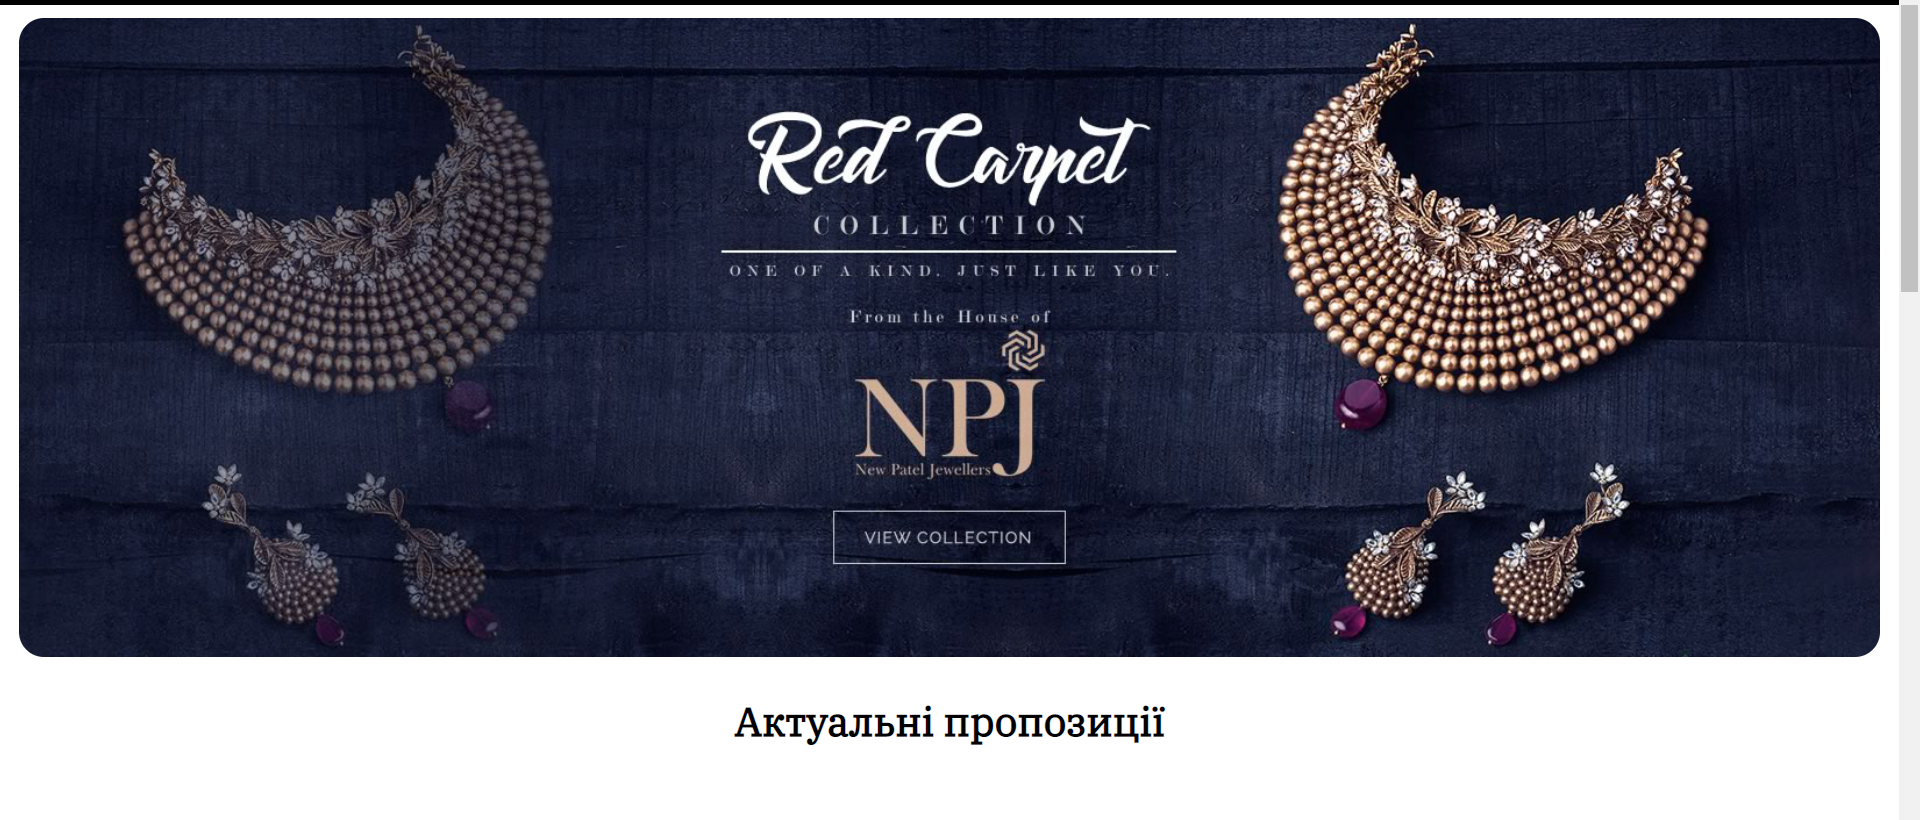 Red Carpet
COLLECTION
ONE OF A KIND. JUST LIKE YOU.
From the House of
NPJ
New Patel Jewellers
VIEW COLLECTION
Актуальні пропозиції